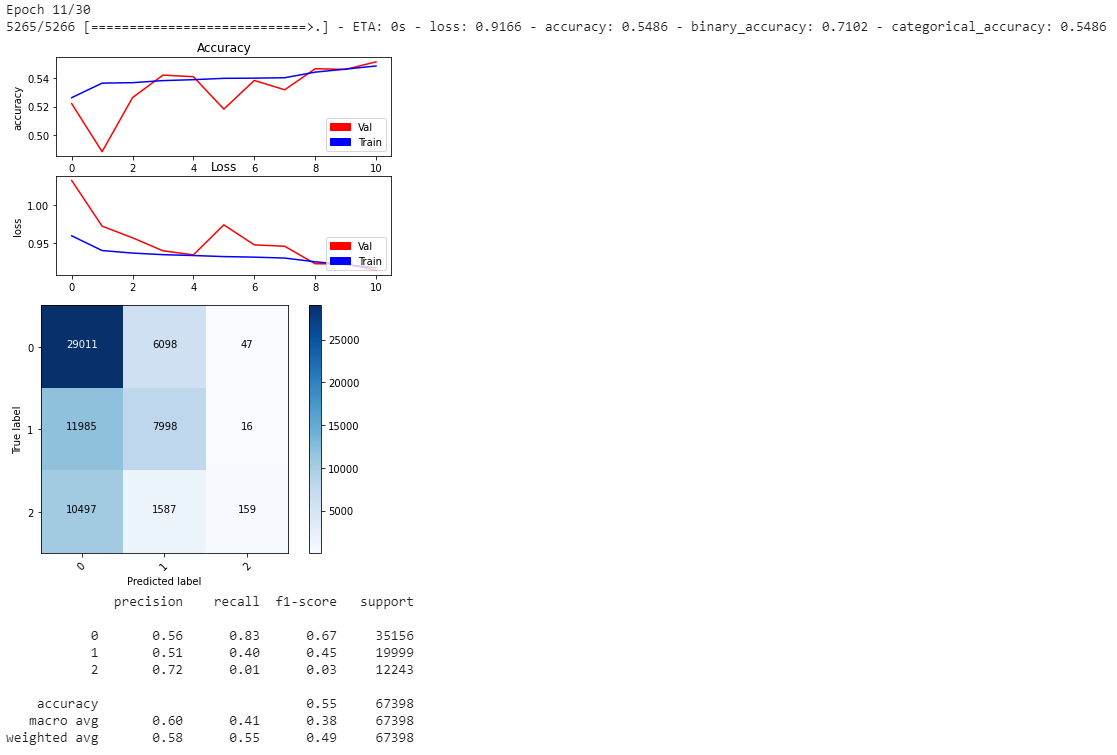 Epoch 11/30
5265/5266 [============================>.] - ETA: 0s - loss: 0.9166 - accuracy: 0.5486 - binary_accuracy: 0.7102 - categorical_accuracy: 0.5486
Accuracy
accuracy
0.54
0.52
0.50
Val
Train
0 2 4 6 8 10
Loss
loss
1.00
0.95
Val
Train
0 2 4 6 8 10
True label
0 29011 6098 47
1 11985 7998 16
2 10497 1587 159
0 1 2
Predicted label
25000
20000
15000
10000
5000
precision recall f1-score support
0 0.56 0.83 0.67 35156
1 0.51 0.40 0.45 19999
2 0.72 0.01 0.03 12243
accuracy 0.55 67398
macro avg 0.60 0.41 0.38 67398
weighted avg 0.58 0.55 0.49 67398